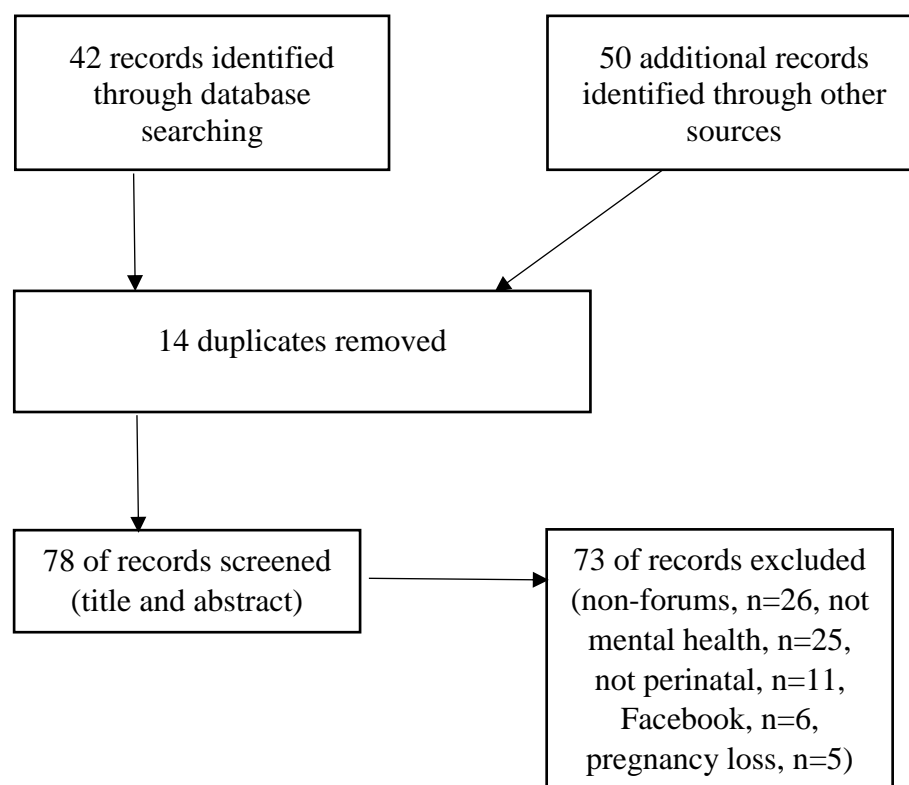 42 records identified
through database
searching
50 additional records
identified through other
sources
14 duplicates removed
78 of records screened
(title and abstract)
73 of records excluded
(non-forums, n=26, not
mental health, n=25,
not perinatal, n=11,
Facebook, n=6,
pregnancy loss, n=5)